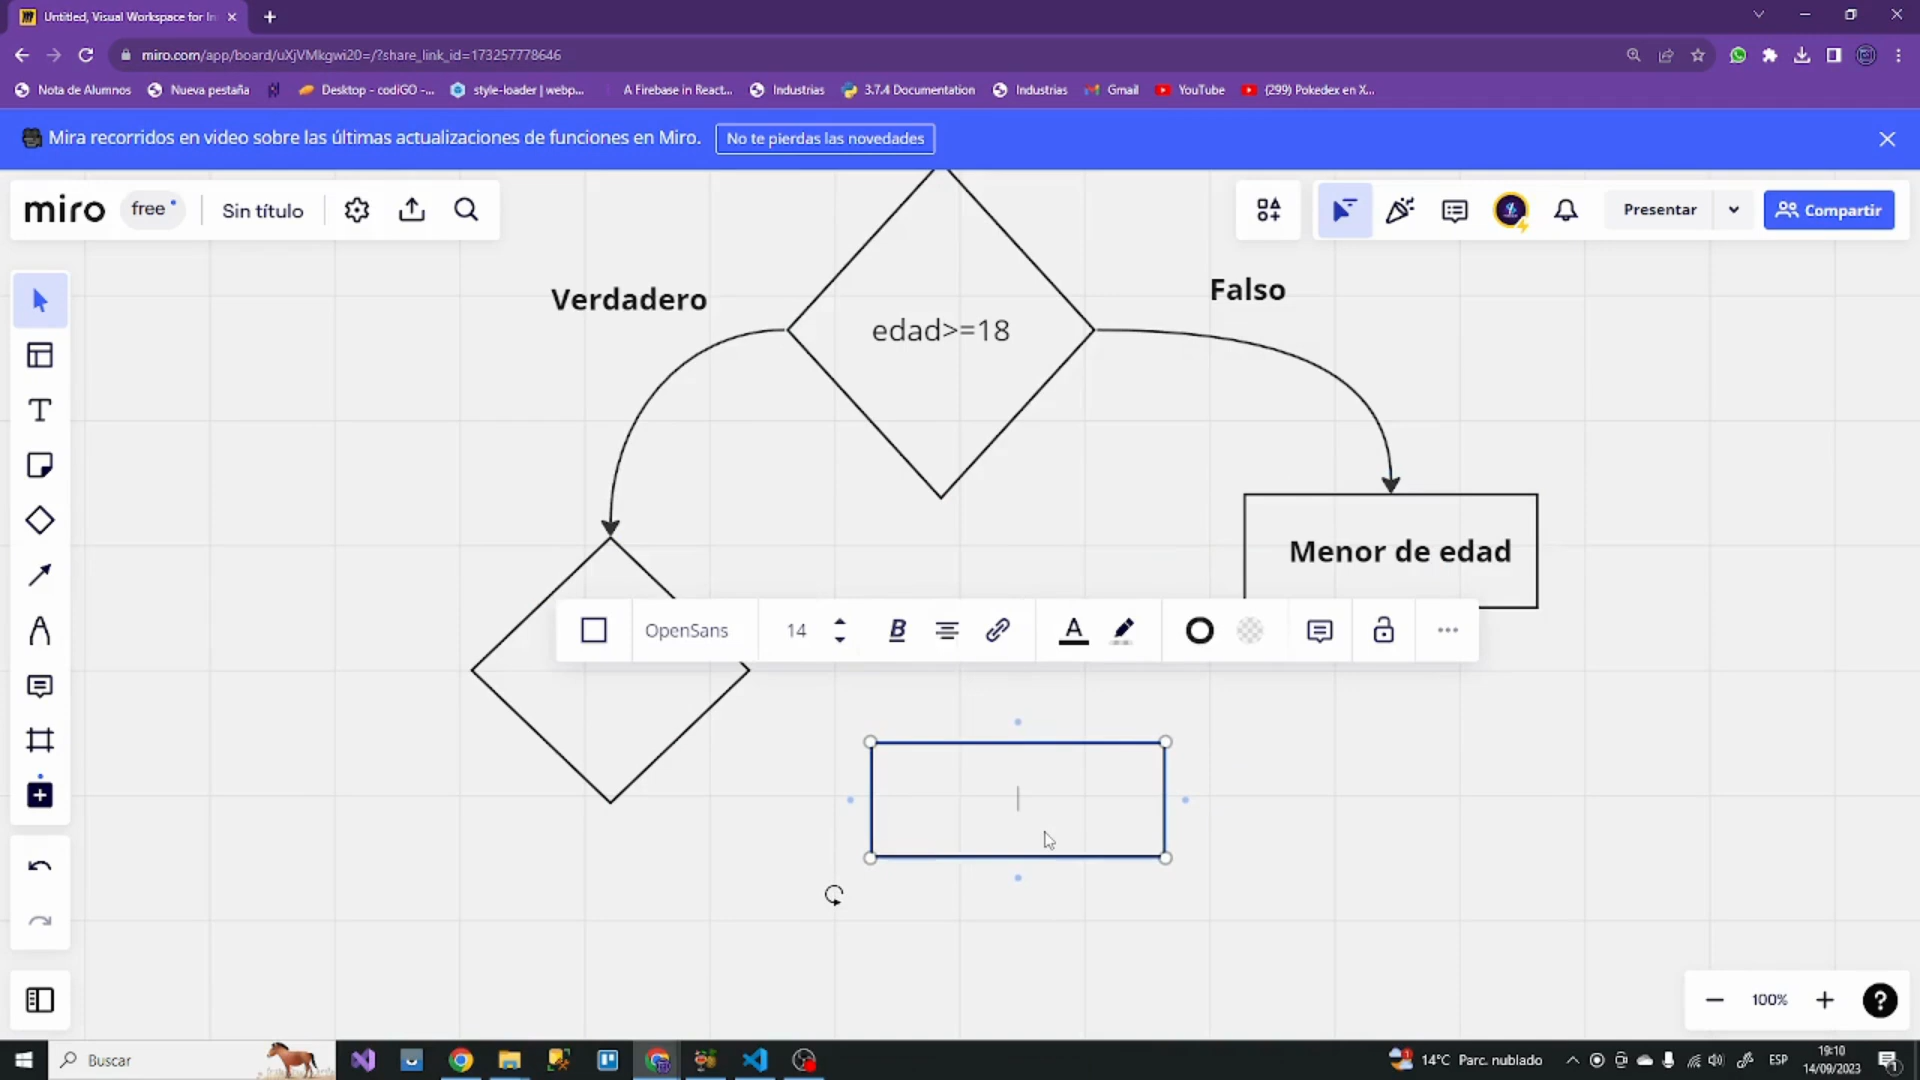 Untitled, Visual Workspace for In
miro.com/app/board/uXjVMkgwi20=/?share_link_id=173257778646
Nota de Alumnos
Nueva pestaña
Desktop - codiGO -...
style-loader | webp...
A Firebase in React...
Industrias
3.7.4 Documentation
Industrias
Gmail
YouTube
(299) Pokedex en X...
Mira recorridos en video sobre las últimas actualizaciones de funciones en Miro.
No te pierdas las novedades
miro
free
Sin título
Presentar
Compartir
Verdadero
Falso
edad>=18
Menor de edad
OpenSans
14
B
A
100%
?
Buscar
14°C Parc. nublado
ESP
19:10
14/09/2023